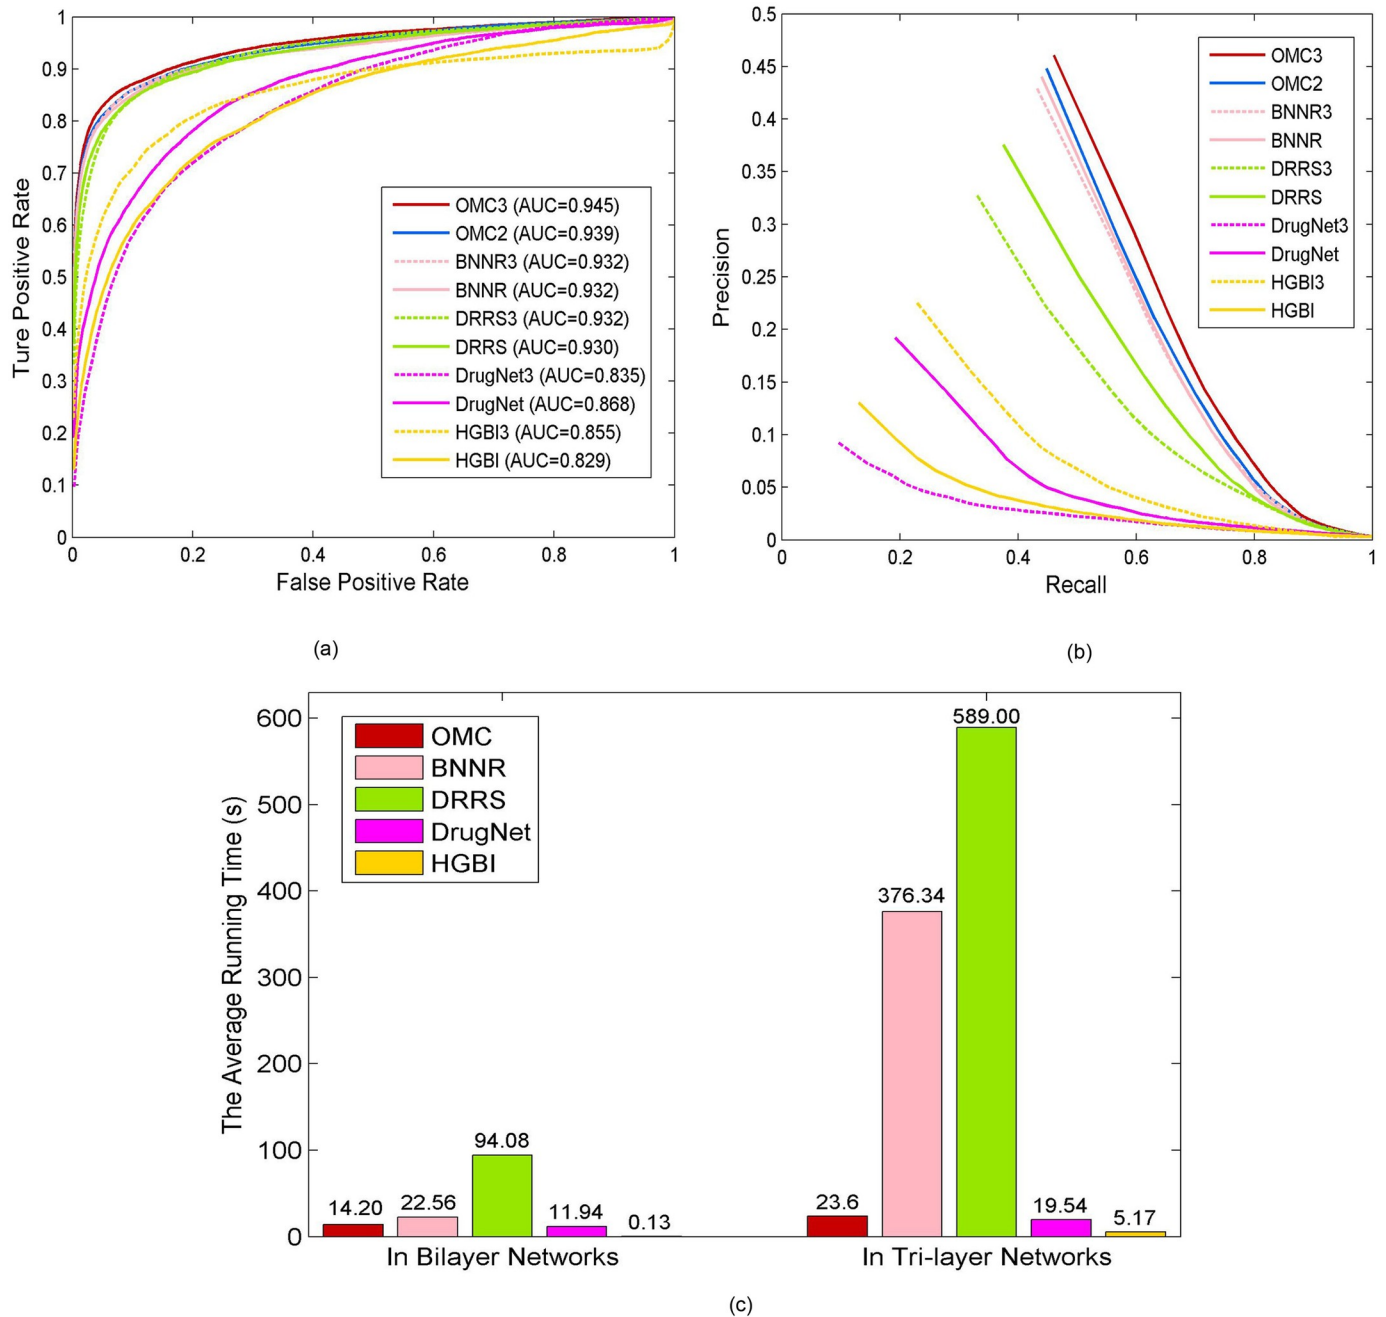 1
0.9
0.8
0.7
0.6
0.5
0.4
0.3
0.2
0.1
0
Ture Positive Rate
OMC3 (AUC=0.945)
OMC2 (AUC=0.939)
BNNR3 (AUC=0.932)
BNNR (AUC=0.932)
DRRS3 (AUC=0.932)
DRRS (AUC=0.930)
DrugNet3 (AUC=0.835)
DrugNet (AUC=0.868)
HGBI3 (AUC=0.855)
HGBI (AUC=0.829)
0 0.2 0.4 0.6 0.8 1
False Positive Rate
(a)
0.5
0.45
0.4
0.35
0.3
0.25
0.2
0.15
0.1
0.05
0
Precision
OMC3
OMC2
BNNR3
BNNR
DRRS3
DRRS
DrugNet3
DrugNet
HGBI3
HGBI
0 0.2 0.4 0.6 0.8 1
Recall
(b)
600
500
400
300
200
100
0
The Average Running Time (s)
OMC
BNNR
DRRS
DrugNet
HGBI
14.20 22.56 94.08 11.94 0.13
23.6 376.34 589.00 19.54 5.17
In Bilayer Networks In Tri-layer Networks
(c)